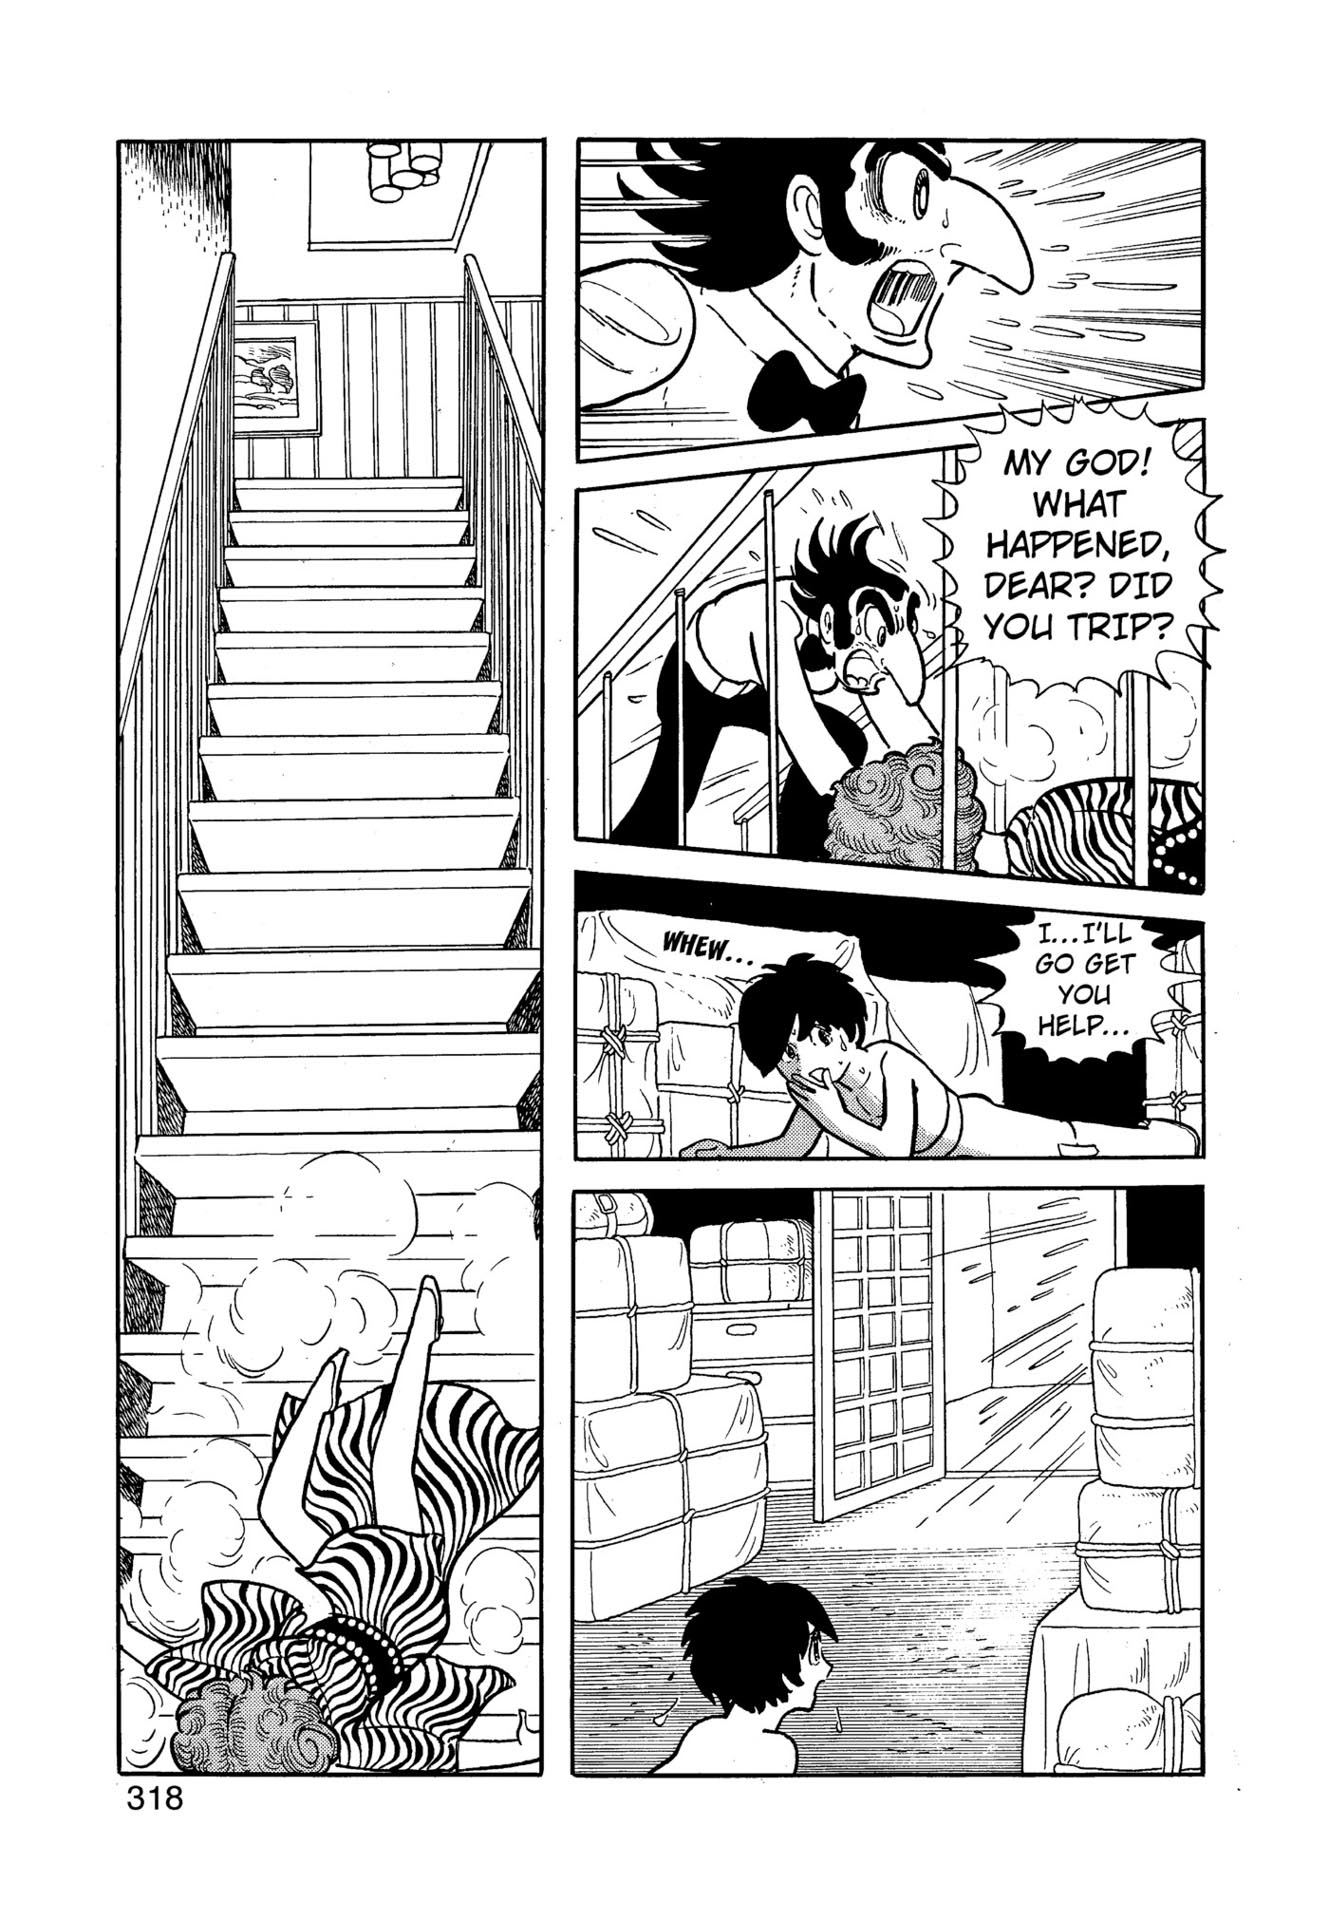 MY GOD!
WHAT
HAPPENED,
DEAR? DID
YOU TRIP?
WHEW...
I...I'LL
GO GET
YOU
HELP...
318